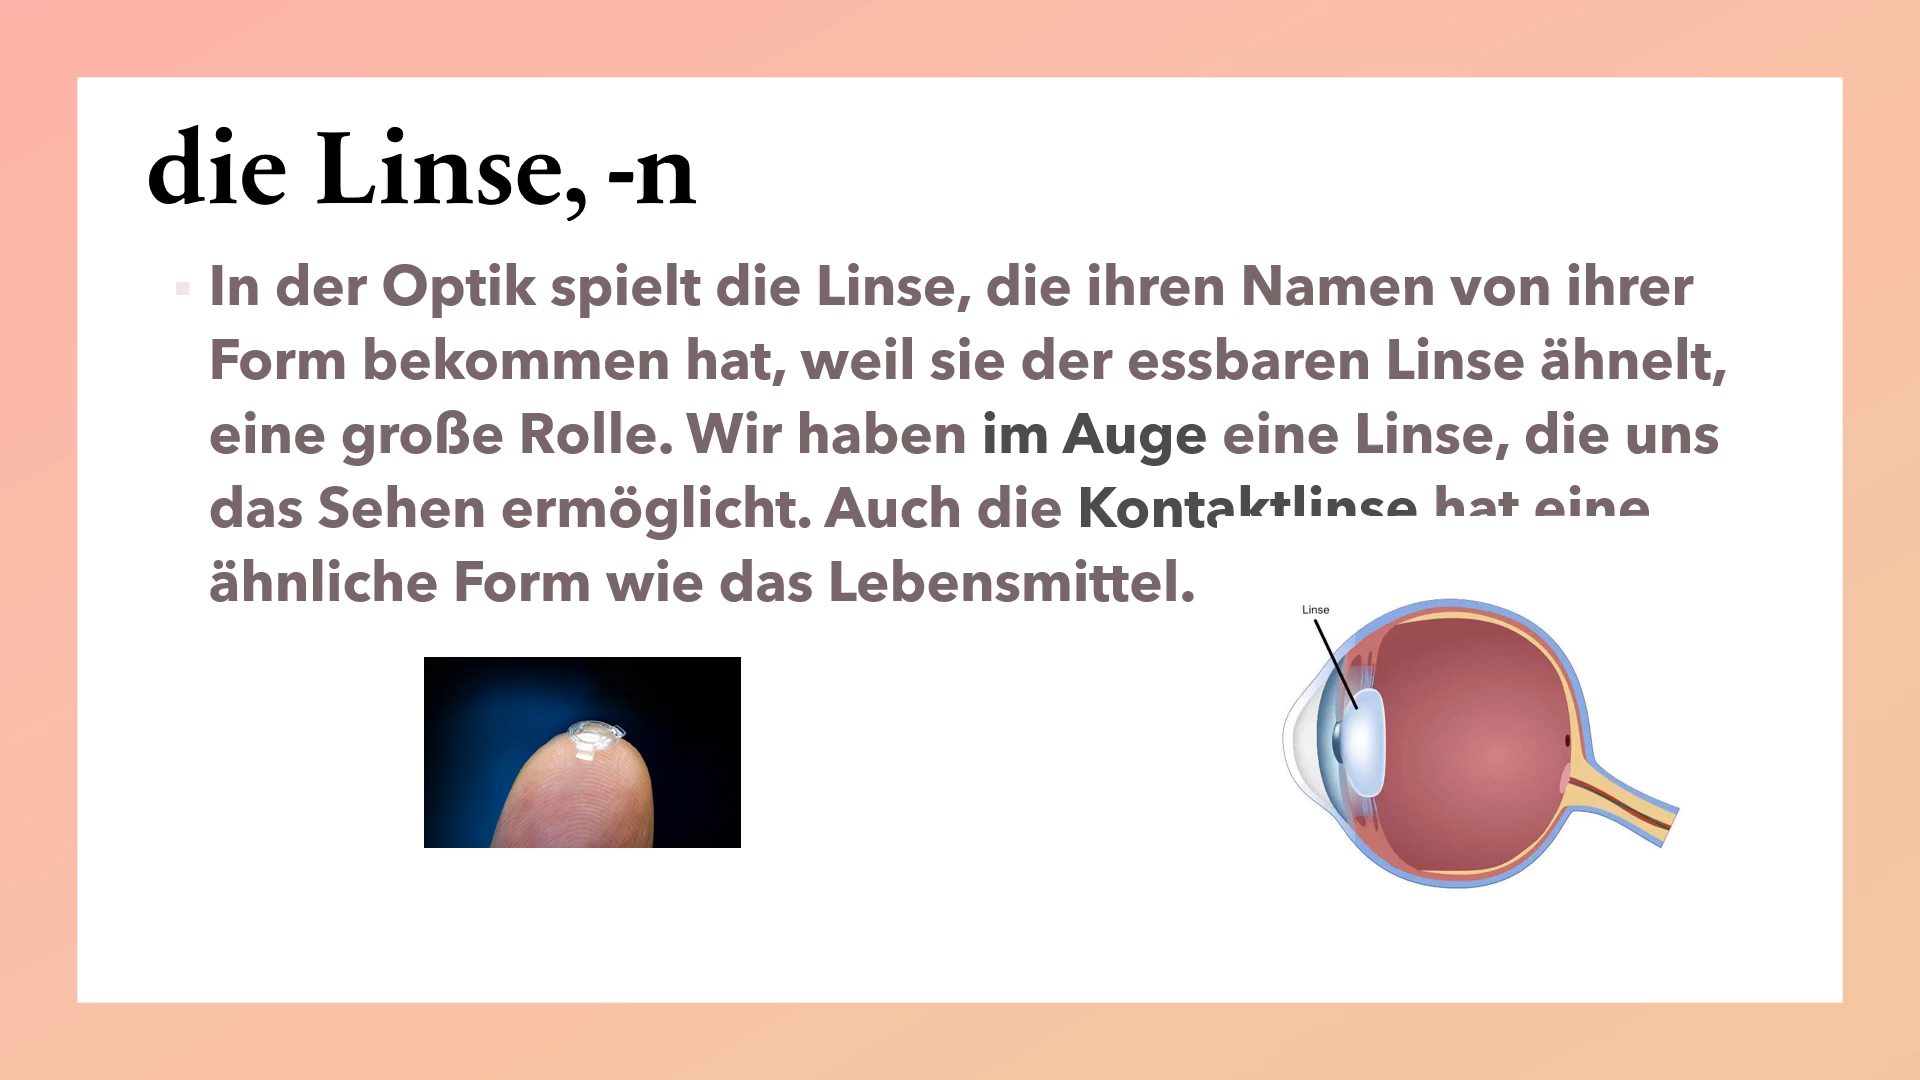 die Linse, -n
In der Optik spielt die Linse, die ihren Namen von ihrer
Form bekommen hat, weil sie der essbaren Linse ähnelt,
eine große Rolle. Wir haben im Auge eine Linse, die uns
das Sehen ermöglicht. Auch die Kontaktlinse hat eine
ähnliche Form wie das Lebensmittel.
Linse